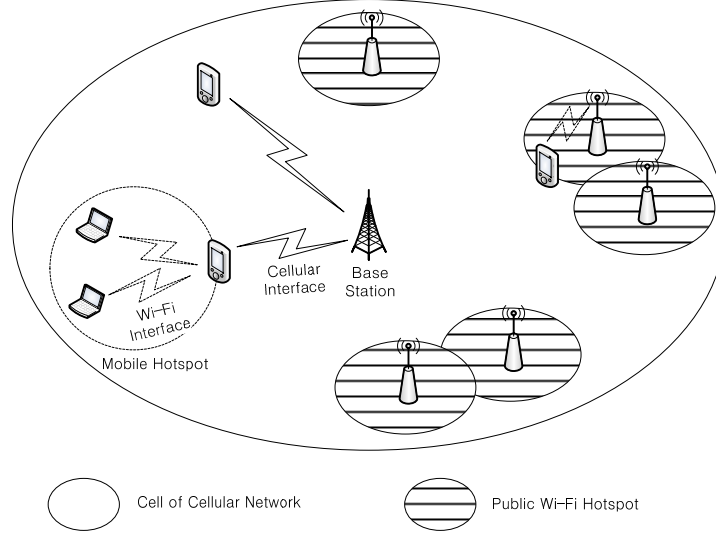 Cellular
Interface
Base
Station
Wi-Fi
Interface
Mobile Hotspot
Cell of Cellular Network
Public Wi-Fi Hotspot